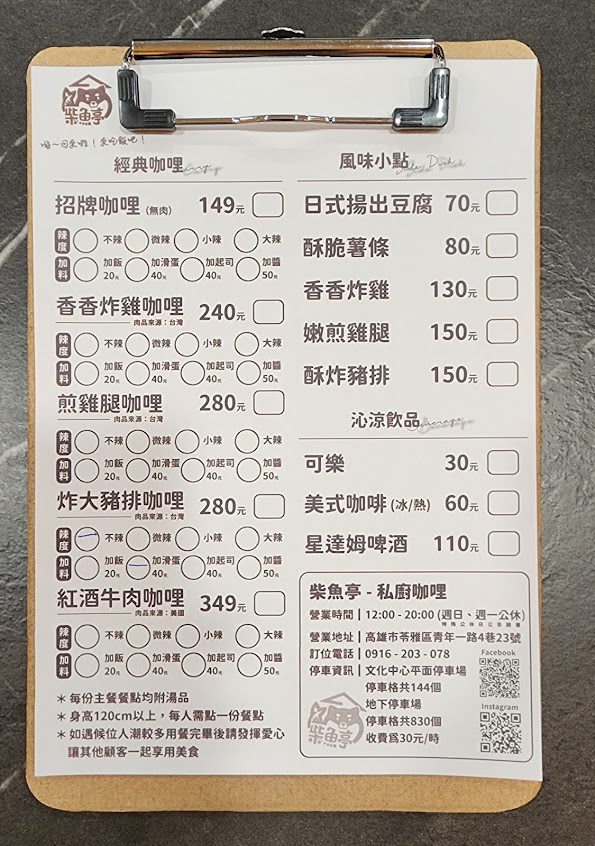 柴魚亭
經典咖哩
招牌咖哩 (無肉) 149元
辣度 不辣 微辣 小辣 大辣
加料 加飯20元 加滑蛋40元 加起司40元 加醬50元
香香炸雞咖哩 240元
肉品來源：台灣
辣度 不辣 微辣 小辣 大辣
加料 加飯20元 加滑蛋40元 加起司40元 加醬50元
煎雞腿咖哩 280元
肉品來源：台灣
辣度 不辣 微辣 小辣 大辣
加料 加飯20元 加滑蛋40元 加起司40元 加醬50元
炸大豬排咖哩 280元
肉品來源：台灣
辣度 不辣 微辣 小辣 大辣
加料 加飯20元 加滑蛋40元 加起司40元 加醬50元
紅酒牛肉咖哩 349元
肉品來源：美國
辣度 不辣 微辣 小辣 大辣
加料 加飯20元 加滑蛋40元 加起司40元 加醬50元
＊每份主餐餐點均附湯品
＊身高120cm以上，每人需點一份餐點
＊如遇候位人潮較多用餐完畢後請發揮愛心
讓其他顧客一起享用美食
風味小點 Side Dish
日式揚出豆腐 70元
酥脆薯條 80元
香香炸雞 130元
嫩煎雞腿 150元
酥炸豬排 150元
沁涼飲品 Beverage
可樂 30元
美式咖啡 (冰/熱) 60元
星達姆啤酒 110元
柴魚亭 - 私廚咖哩
營業時間｜12:00 - 20:00 (週日、週一公休)
營業地址｜高雄市苓雅區青年一路4巷23號
訂位電話｜0916 - 203 - 078
Facebook
停車資訊｜文化中心平面停車場
停車格共144個
地下停車場
停車格共830個
收費為30元/時
Instagram
柴魚亭